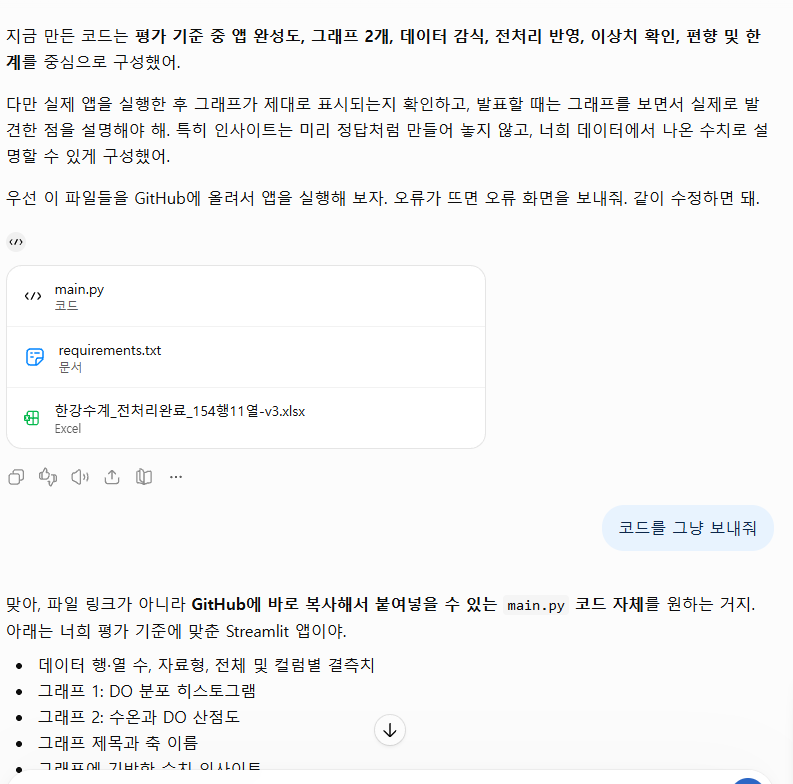 지금 만든 코드는 평가 기준 중 앱 완성도, 그래프 2개, 데이터 감식, 전처리 반영, 이상치 확인, 편향 및 한
계를 중심으로 구성했어.
다만 실제 앱을 실행한 후 그래프가 제대로 표시되는지 확인하고, 발표할 때는 그래프를 보면서 실제로 발
견한 점을 설명해야 해. 특히 인사이트는 미리 정답처럼 만들어 놓지 않고, 너희 데이터에서 나온 수치로 설
명할 수 있게 구성했어.
우선 이 파일들을 GitHub에 올려서 앱을 실행해 보자. 오류가 뜨면 오류 화면을 보내줘. 같이 수정하면 돼.
main.py
코드
requirements.txt
문서
한강수계_전처리완료_154행11열-v3.xlsx
Excel
코드를 그냥 보내줘
맞아, 파일 링크가 아니라 GitHub에 바로 복사해서 붙여넣을 수 있는 main.py 코드 자체를 원하는 거지.
아래는 너희 평가 기준에 맞춘 Streamlit 앱이야.
데이터 행·열 수, 자료형, 전체 및 컬럼별 결측치
그래프 1: DO 분포 히스토그램
그래프 2: 수온과 DO 산점도
그래프 제목과 축 이름
그래프에 기반한 수치 인사이트